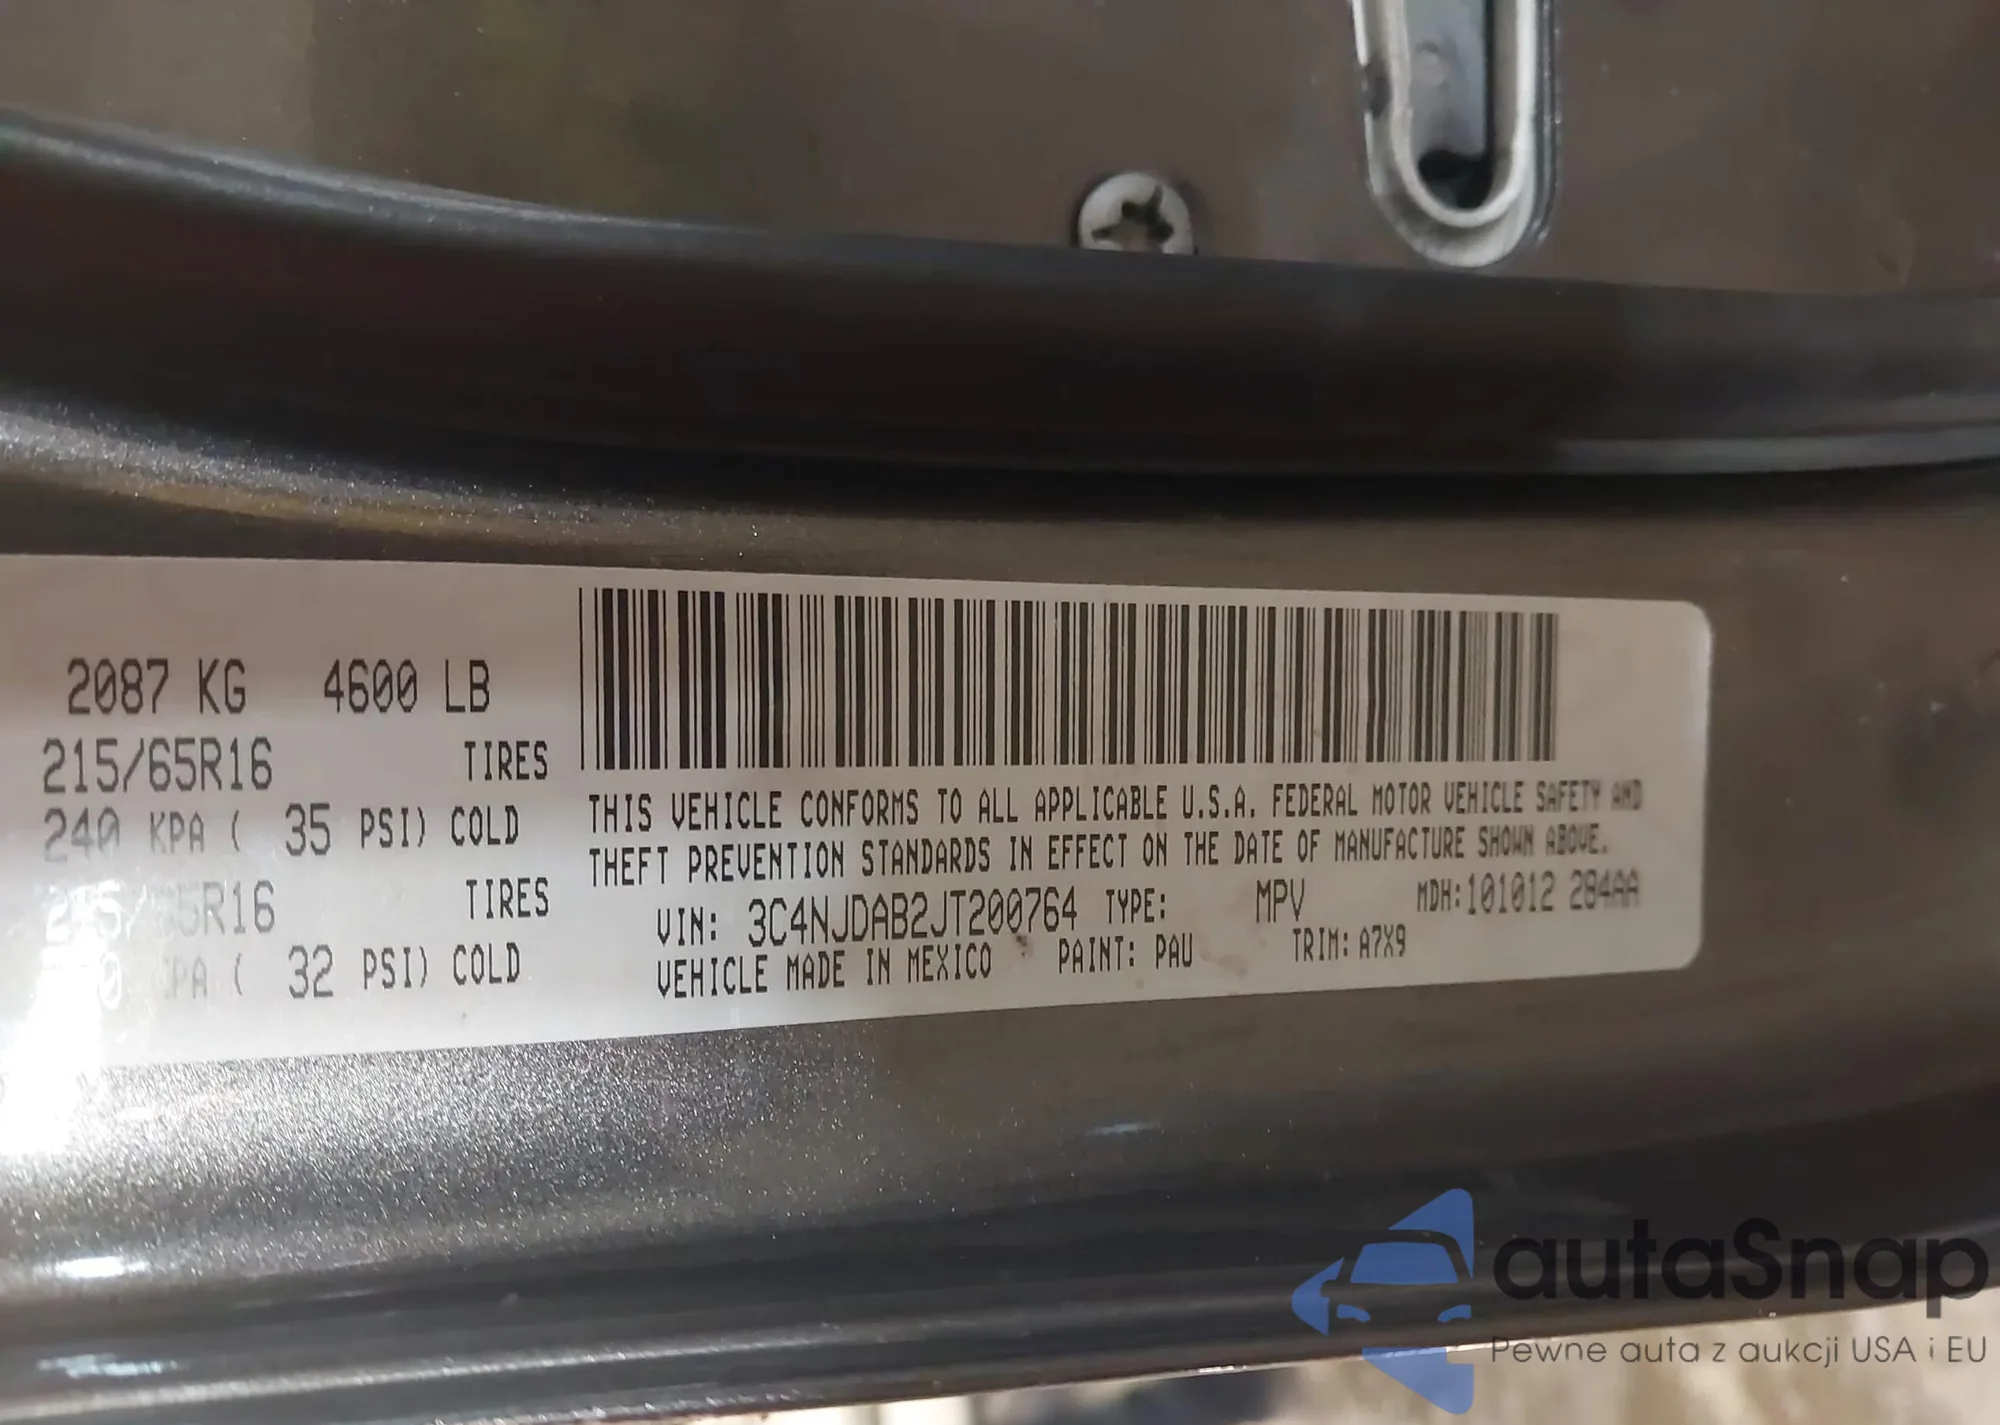 2087 KG 4600 LB
215/65R16 TIRES
240 KPA ( 35 PSI) COLD
215/65R16 TIRES
KPA ( 32 PSI) COLD
THIS VEHICLE CONFORMS TO ALL APPLICABLE U.S.A. FEDERAL MOTOR VEHICLE SAFETY AND
THEFT PREVENTION STANDARDS IN EFFECT ON THE DATE OF MANUFACTURE SHOWN ABOVE.
VIN: 3C4NJDAB2JT200764 TYPE: MPV MDH:101012 284AA
VEHICLE MADE IN MEXICO PAINT: PAU TRIM: A7X9
autaSnap
Pewne auta z aukcji USA i EU